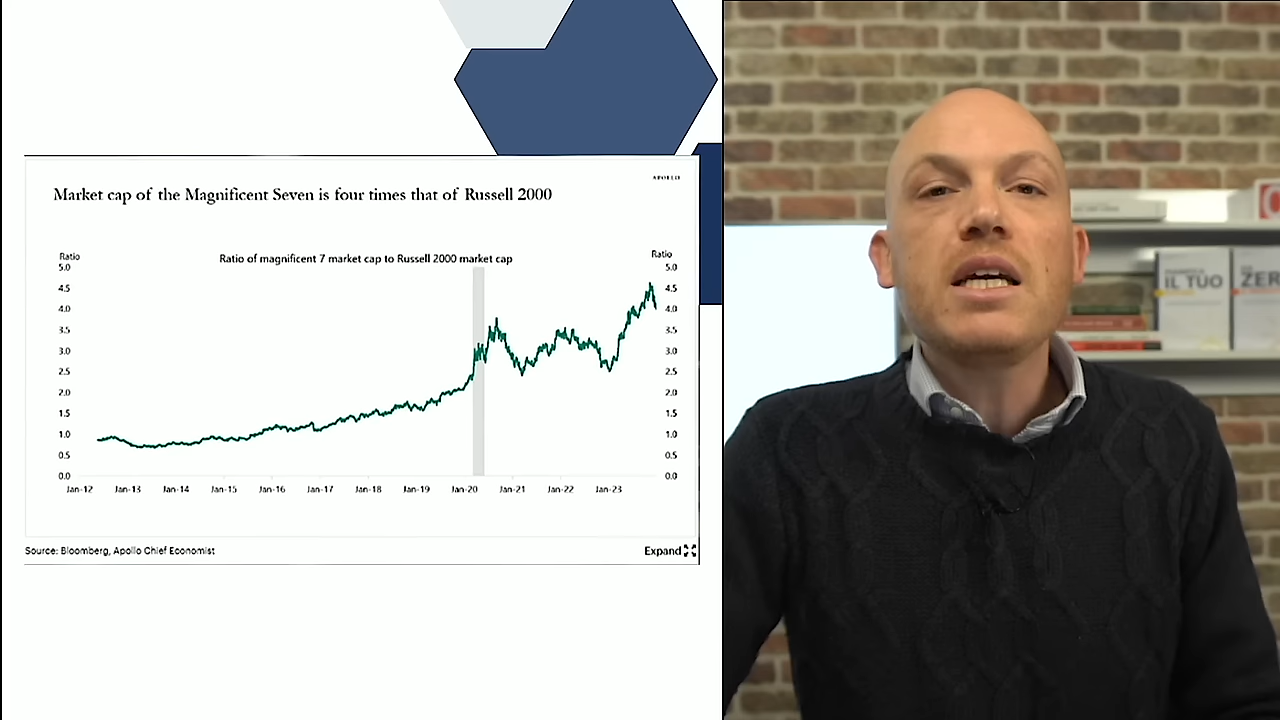 APOLLO
Market cap of the Magnificent Seven is four times that of Russell 2000
Ratio
Ratio of magnificent 7 market cap to Russell 2000 market cap
Ratio
5.0
4.5
4.0
3.5
3.0
2.5
2.0
1.5
1.0
0.5
0.0
5.0
4.5
4.0
3.5
3.0
2.5
2.0
1.5
1.0
0.5
0.0
Jan-12 Jan-13 Jan-14 Jan-15 Jan-16 Jan-17 Jan-18 Jan-19 Jan-20 Jan-21 Jan-22 Jan-23
Source: Bloomberg, Apollo Chief Economist
Expand
IL TUO
ZER